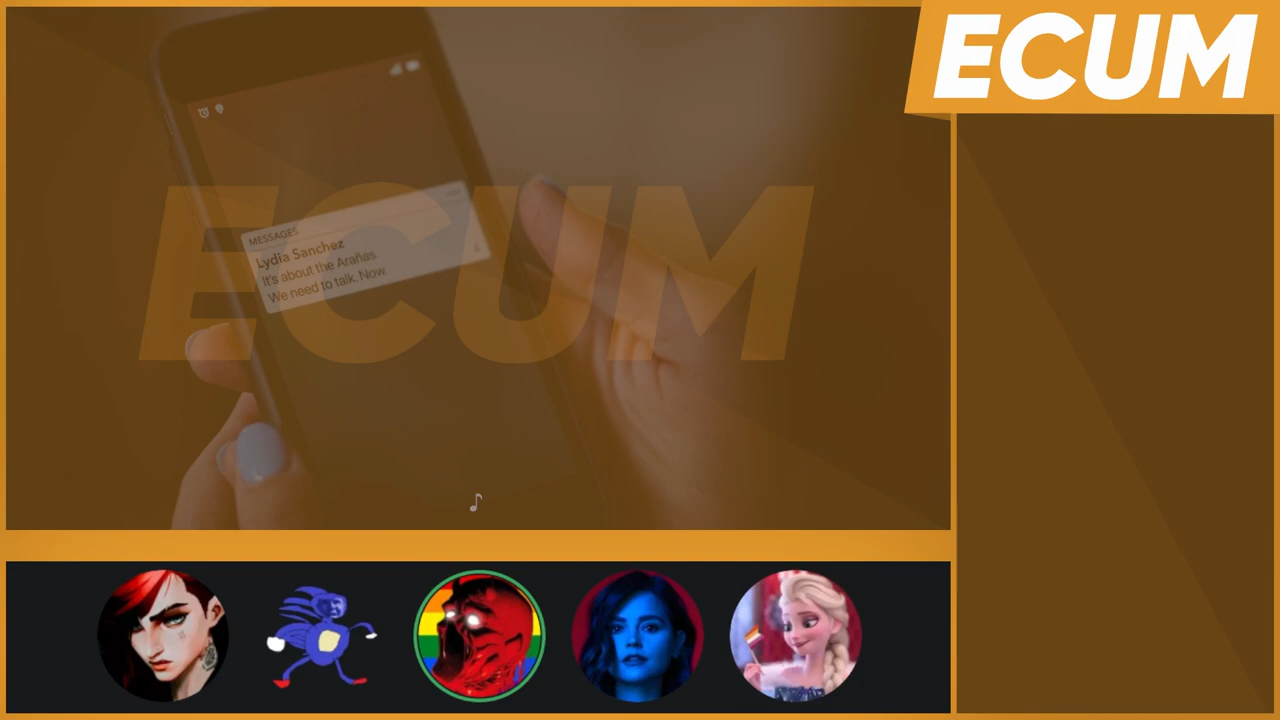 ECUM
MESSAGES
Lydia Sanchez
It's about the Arañas.
We need to talk. Now.
ECUM